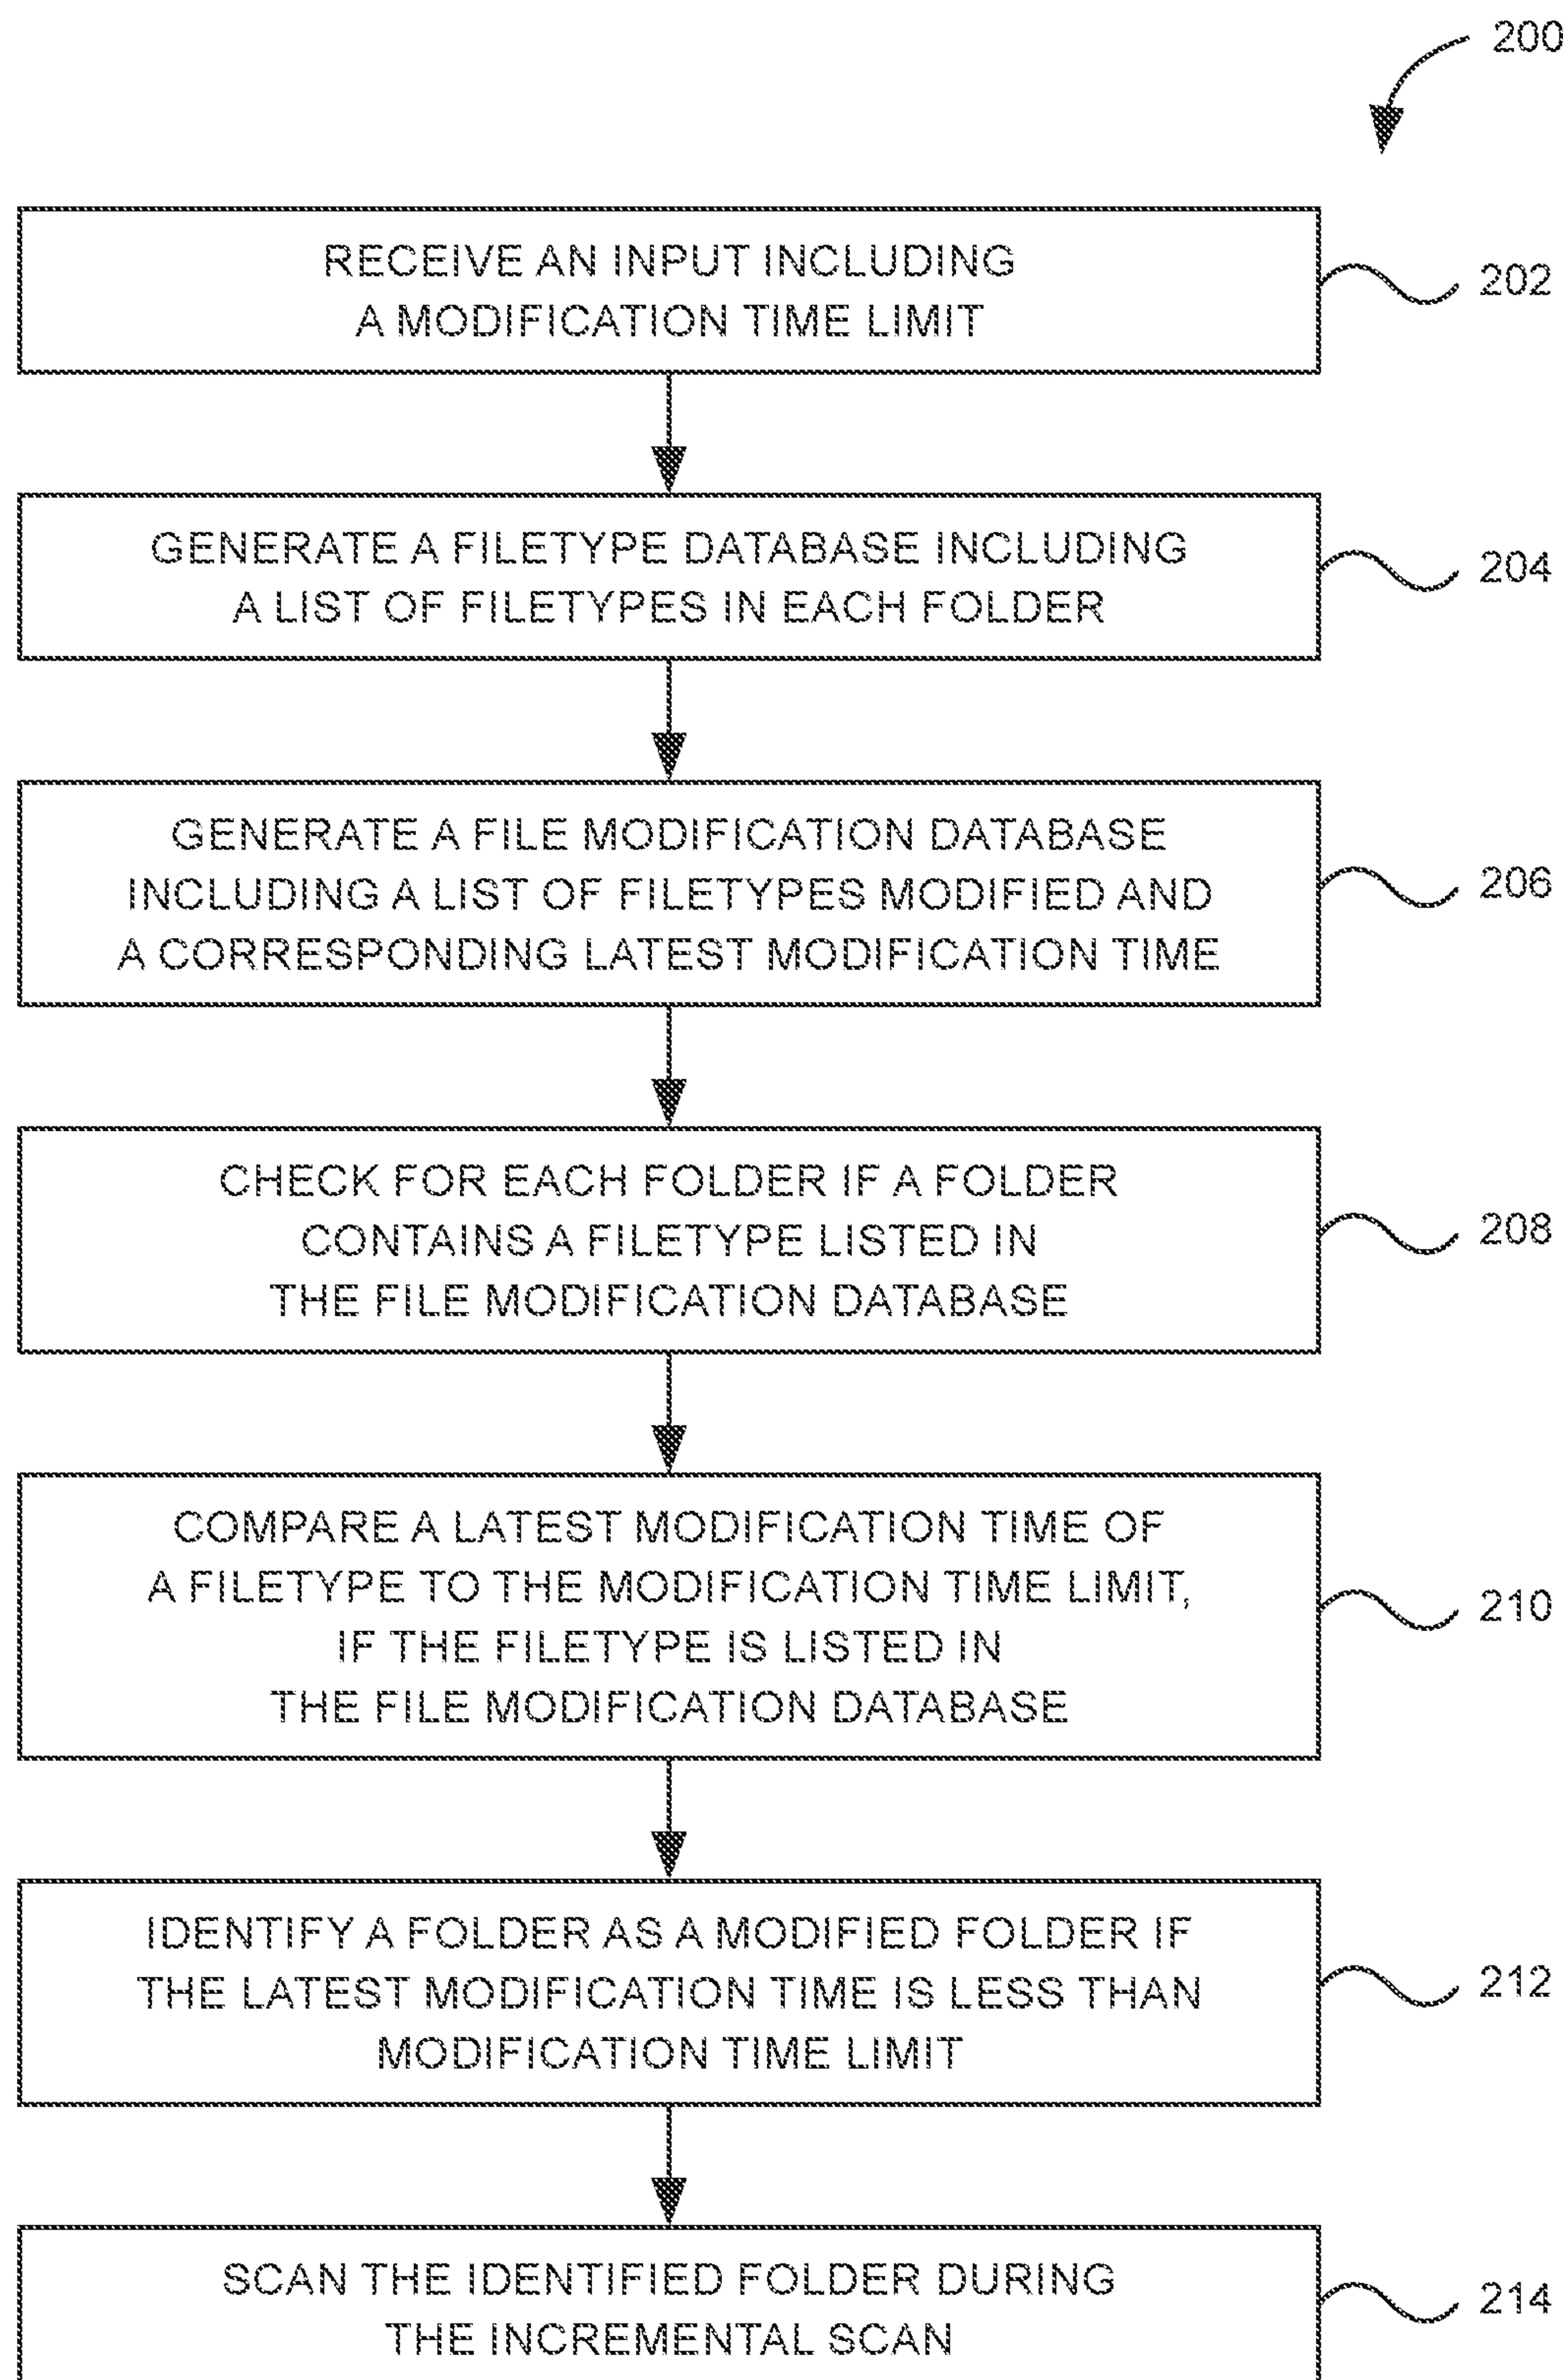 200
RECEIVE AN INPUT INCLUDING
A MODIFICATION TIME LIMIT
202
GENERATE A FILETYPE DATABASE INCLUDING
A LIST OF FILETYPES IN EACH FOLDER
204
GENERATE A FILE MODIFICATION DATABASE
INCLUDING A LIST OF FILETYPES MODIFIED AND
A CORRESPONDING LATEST MODIFICATION TIME
206
CHECK FOR EACH FOLDER IF A FOLDER
CONTAINS A FILETYPE LISTED IN
THE FILE MODIFICATION DATABASE
208
COMPARE A LATEST MODIFICATION TIME OF
A FILETYPE TO THE MODIFICATION TIME LIMIT,
IF THE FILETYPE IS LISTED IN
THE FILE MODIFICATION DATABASE
210
IDENTIFY A FOLDER AS A MODIFIED FOLDER IF
THE LATEST MODIFICATION TIME IS LESS THAN
MODIFICATION TIME LIMIT
212
SCAN THE IDENTIFIED FOLDER DURING
THE INCREMENTAL SCAN
214